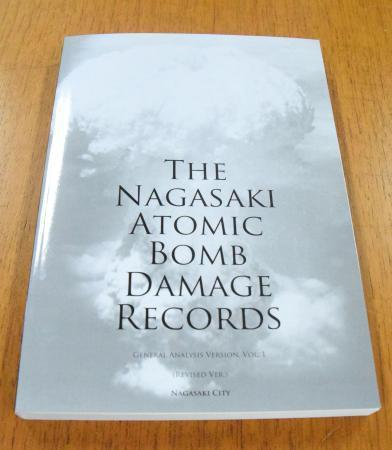 THE
NAGASAKI
ATOMIC
BOMB
DAMAGE
RECORDS
GENERAL ANALYSIS VERSION, VOL. 1
(REVISED VER.)
NAGASAKI CITY